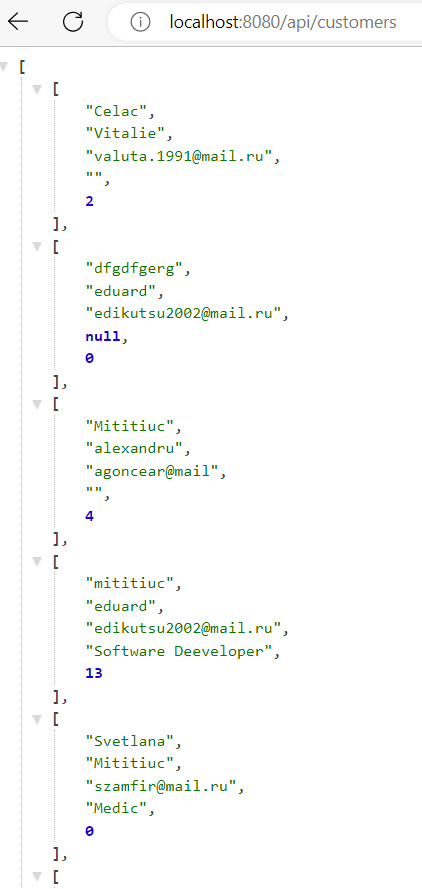 localhost:8080/api/customers
[
[
"Celac",
"Vitalie",
"valuta.1991@mail.ru",
"",
2
],
[
"dfgdfgerg",
"eduard",
"edikutsu2002@mail.ru",
null,
0
],
[
"Mititiuc",
"alexandru",
"agoncear@mail",
"",
4
],
[
"mititiuc",
"eduard",
"edikutsu2002@mail.ru",
"Software Deeveloper",
13
],
[
"Svetlana",
"Mititiuc",
"szamfir@mail.ru",
"Medic",
0
],
[